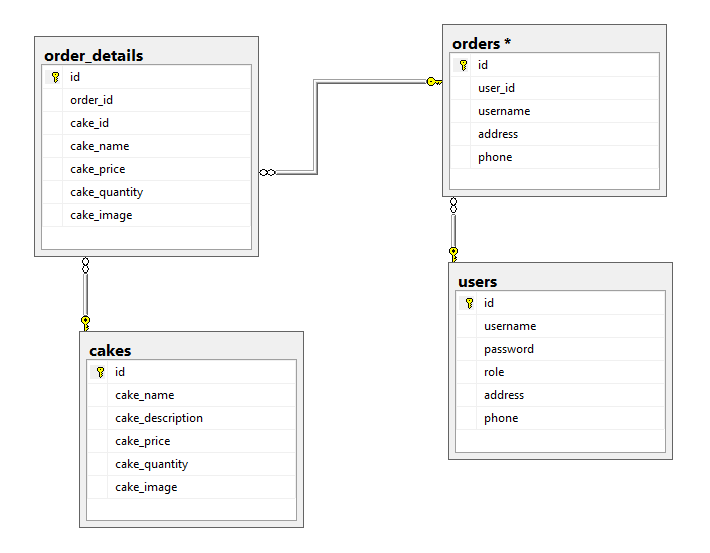 order_details
id
order_id
cake_id
cake_name
cake_price
cake_quantity
cake_image
orders *
id
user_id
username
address
phone
cakes
id
cake_name
cake_description
cake_price
cake_quantity
cake_image
users
id
username
password
role
address
phone